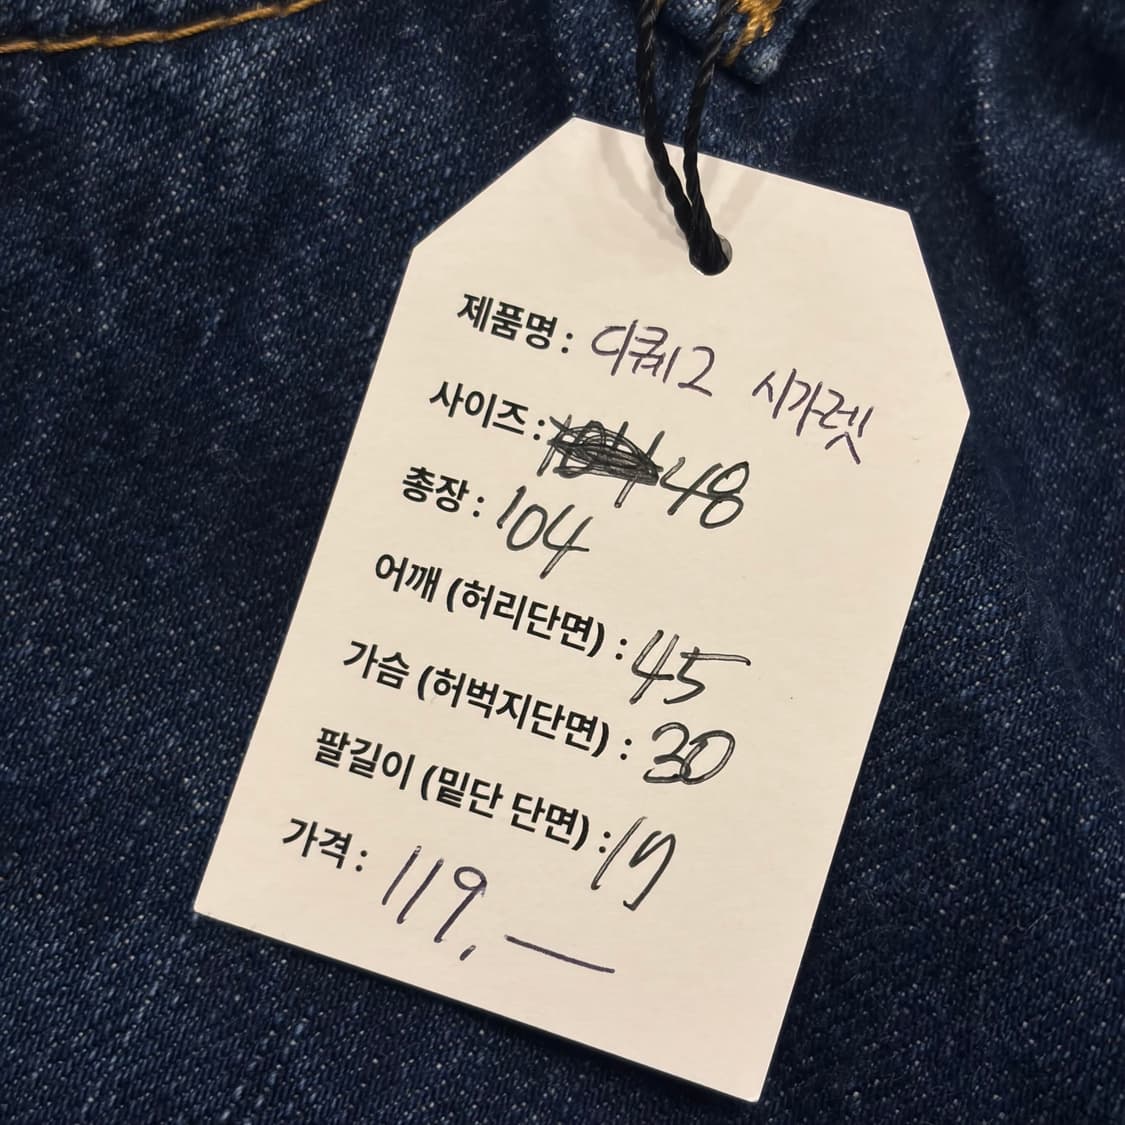 제품명 : 디퀘2 시가렛
사이즈 : 48
총장 : 104
어깨 (허리단면) : 45
가슴 (허벅지단면) : 30
팔길이 (밑단 단면) : 17
가격 : 119,—